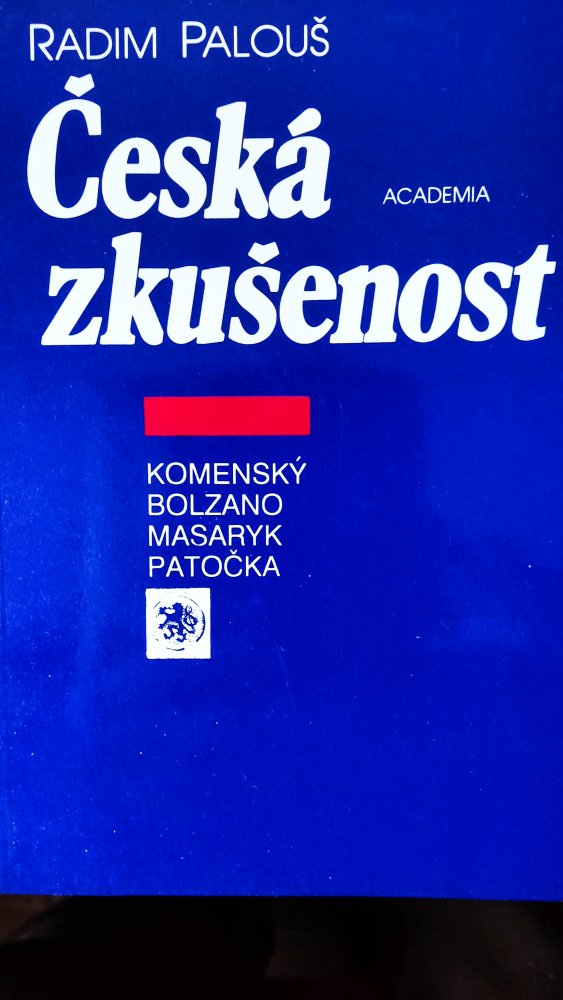 RADIM PALOUŠ
Česká
ACADEMIA
zkušenost
KOMENSKÝ
BOLZANO
MASARYK
PATOČKA